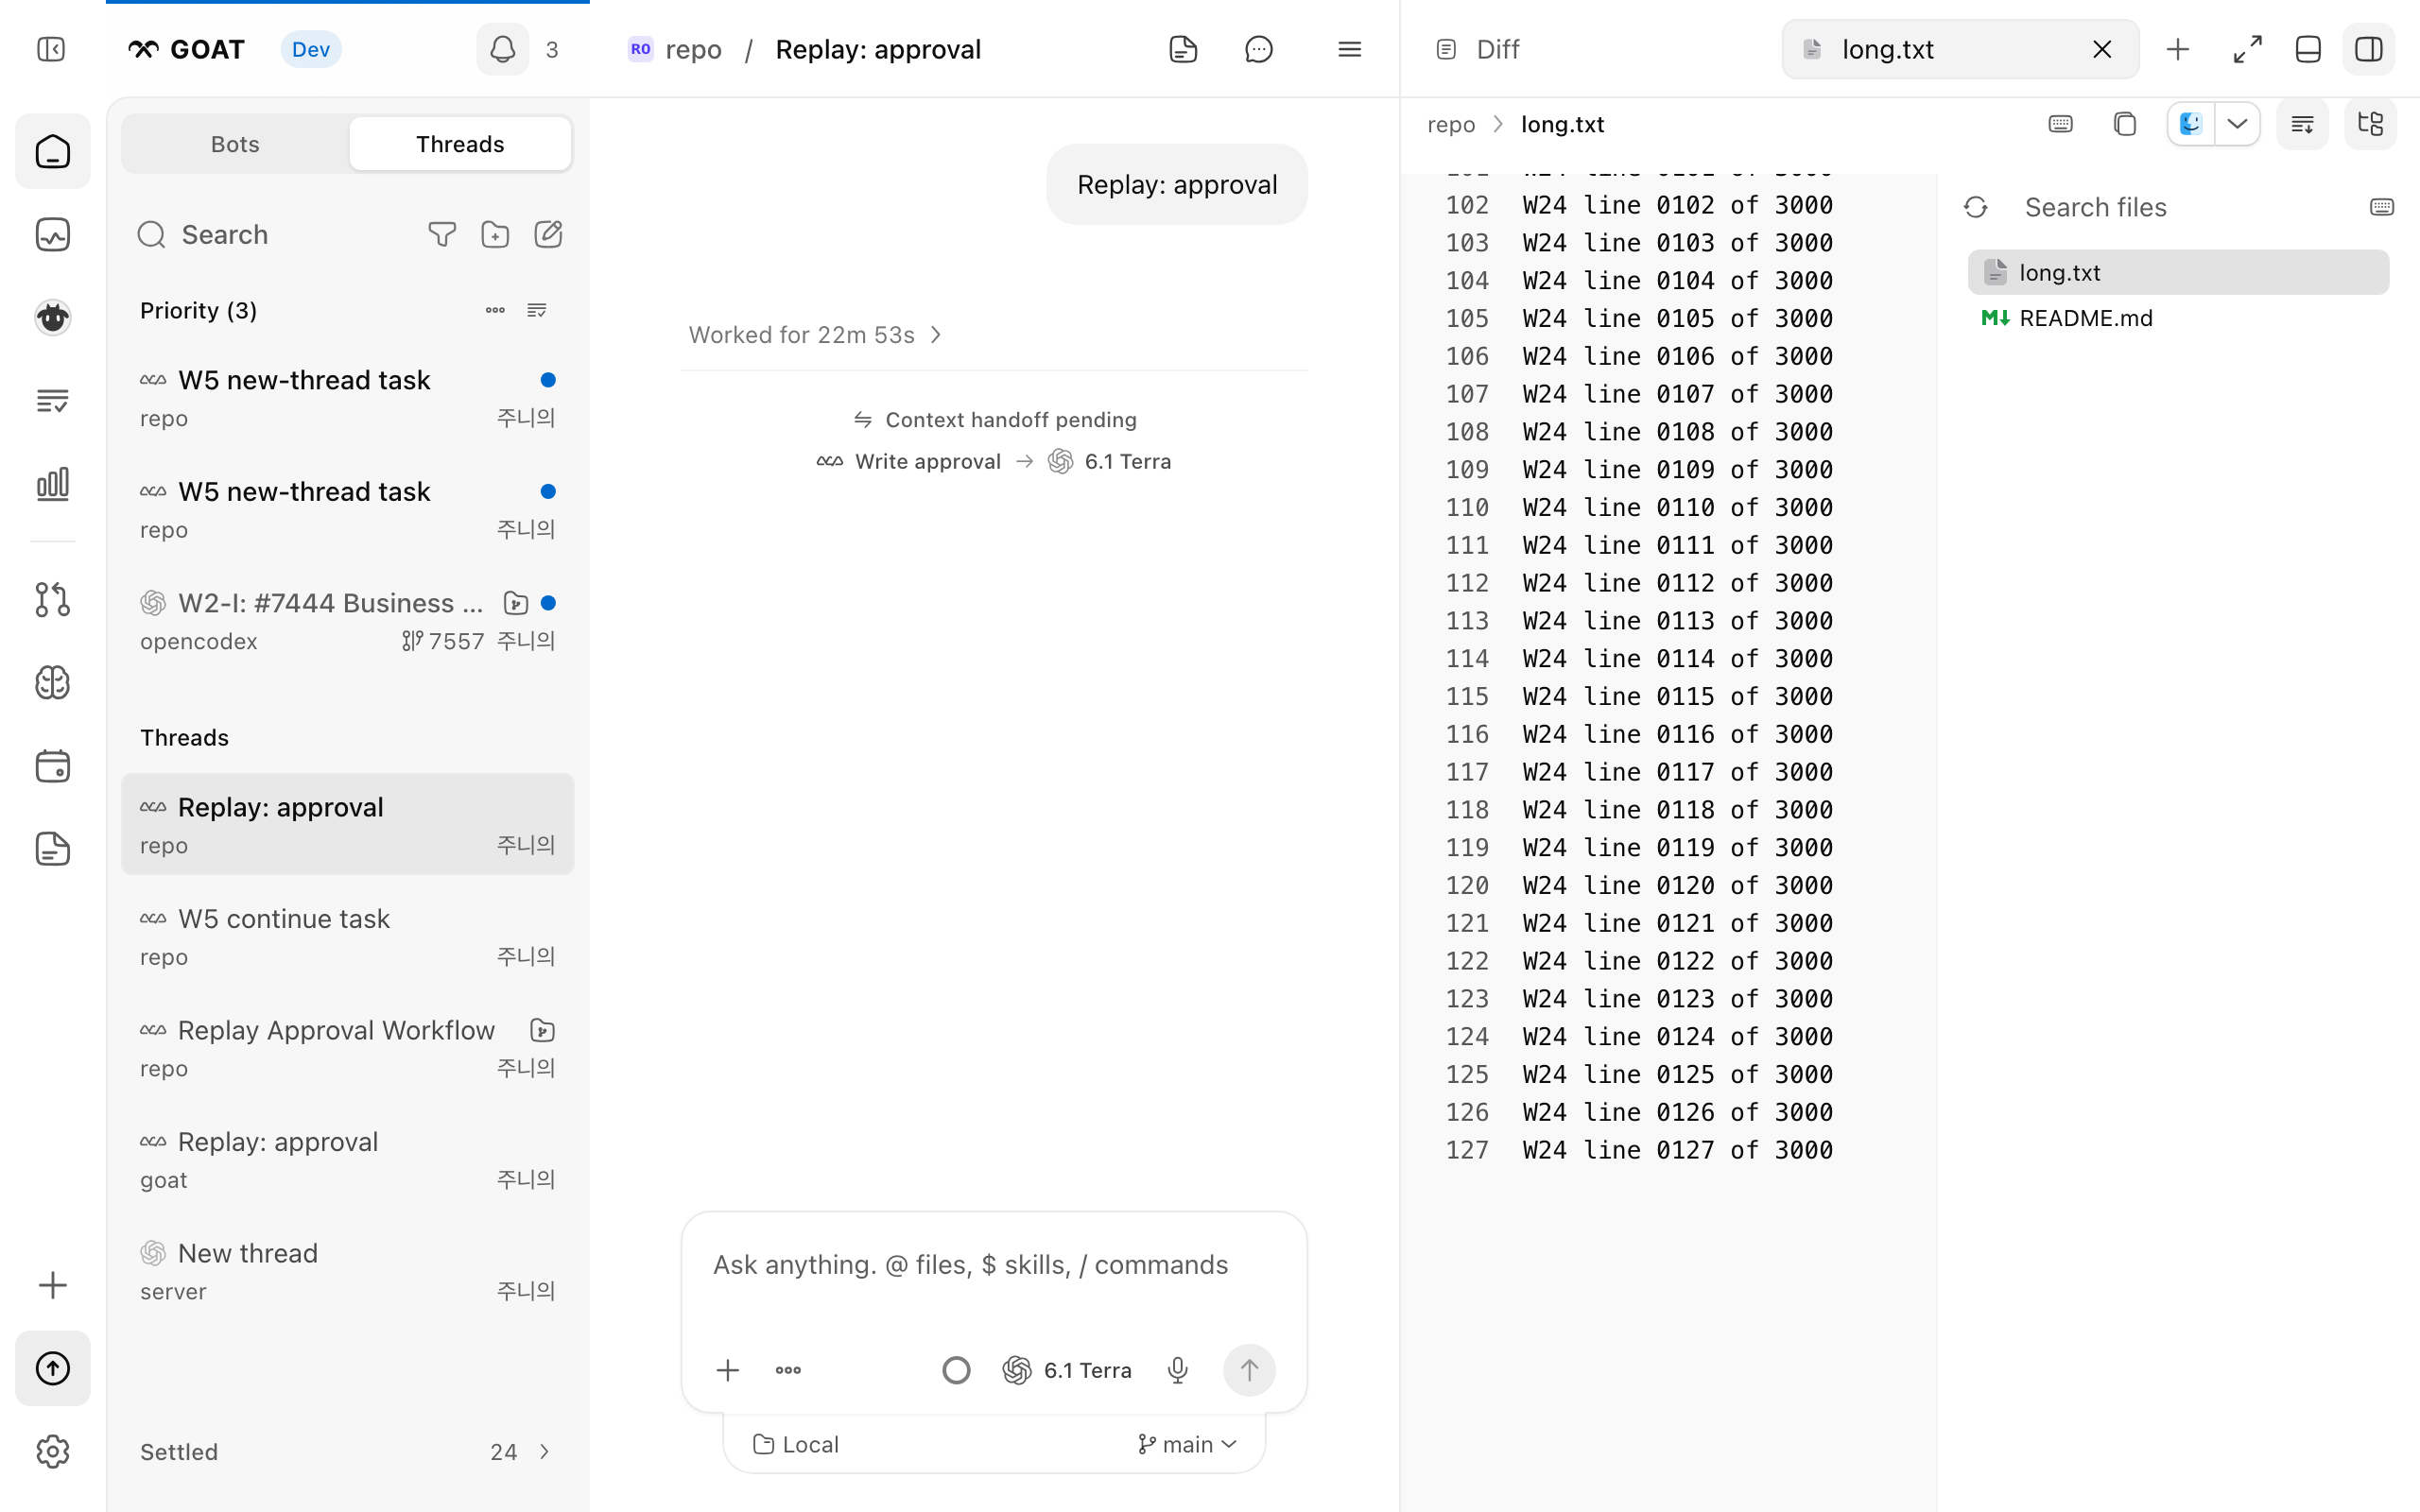 GOAT
Dev
3
Bots
Threads
Search
Priority (3)
W5 new-thread task
repo
주니의
W5 new-thread task
repo
주니의
W2-I: #7444 Business ...
opencodex
7557
주니의
Threads
Replay: approval
repo
주니의
W5 continue task
repo
주니의
Replay Approval Workflow
repo
주니의
Replay: approval
goat
주니의
New thread
server
주니의
Settled
24
RO repo / Replay: approval
Replay: approval
Worked for 22m 53s
Context handoff pending
Write approval → 6.1 Terra
Ask anything. @ files, $ skills, / commands
6.1 Terra
Local
main
Diff
long.txt
repo > long.txt
102 W24 line 0102 of 3000
103 W24 line 0103 of 3000
104 W24 line 0104 of 3000
105 W24 line 0105 of 3000
106 W24 line 0106 of 3000
107 W24 line 0107 of 3000
108 W24 line 0108 of 3000
109 W24 line 0109 of 3000
110 W24 line 0110 of 3000
111 W24 line 0111 of 3000
112 W24 line 0112 of 3000
113 W24 line 0113 of 3000
114 W24 line 0114 of 3000
115 W24 line 0115 of 3000
116 W24 line 0116 of 3000
117 W24 line 0117 of 3000
118 W24 line 0118 of 3000
119 W24 line 0119 of 3000
120 W24 line 0120 of 3000
121 W24 line 0121 of 3000
122 W24 line 0122 of 3000
123 W24 line 0123 of 3000
124 W24 line 0124 of 3000
125 W24 line 0125 of 3000
126 W24 line 0126 of 3000
127 W24 line 0127 of 3000
Search files
long.txt
M↓ README.md